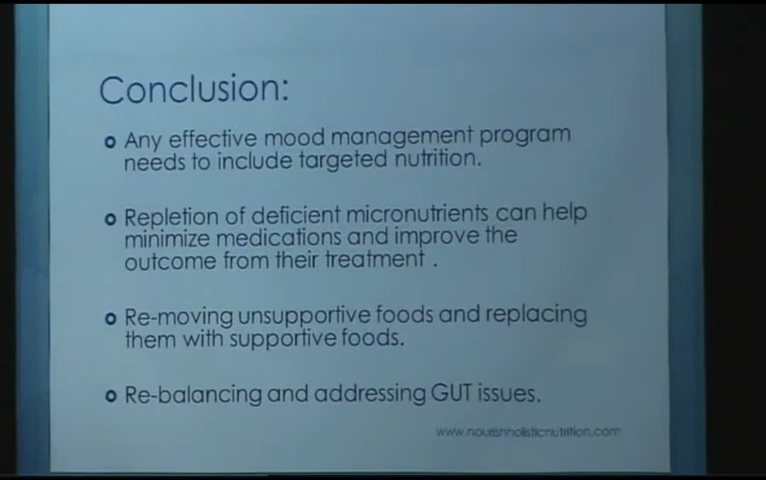 Conclusion:
Any effective mood management program
needs to include targeted nutrition.
Repletion of deficient micronutrients can help
minimize medications and improve the
outcome from their treatment .
Re-moving unsupportive foods and replacing
them with supportive foods.
Re-balancing and addressing GUT issues.
www.nourishholisticnutrition.com